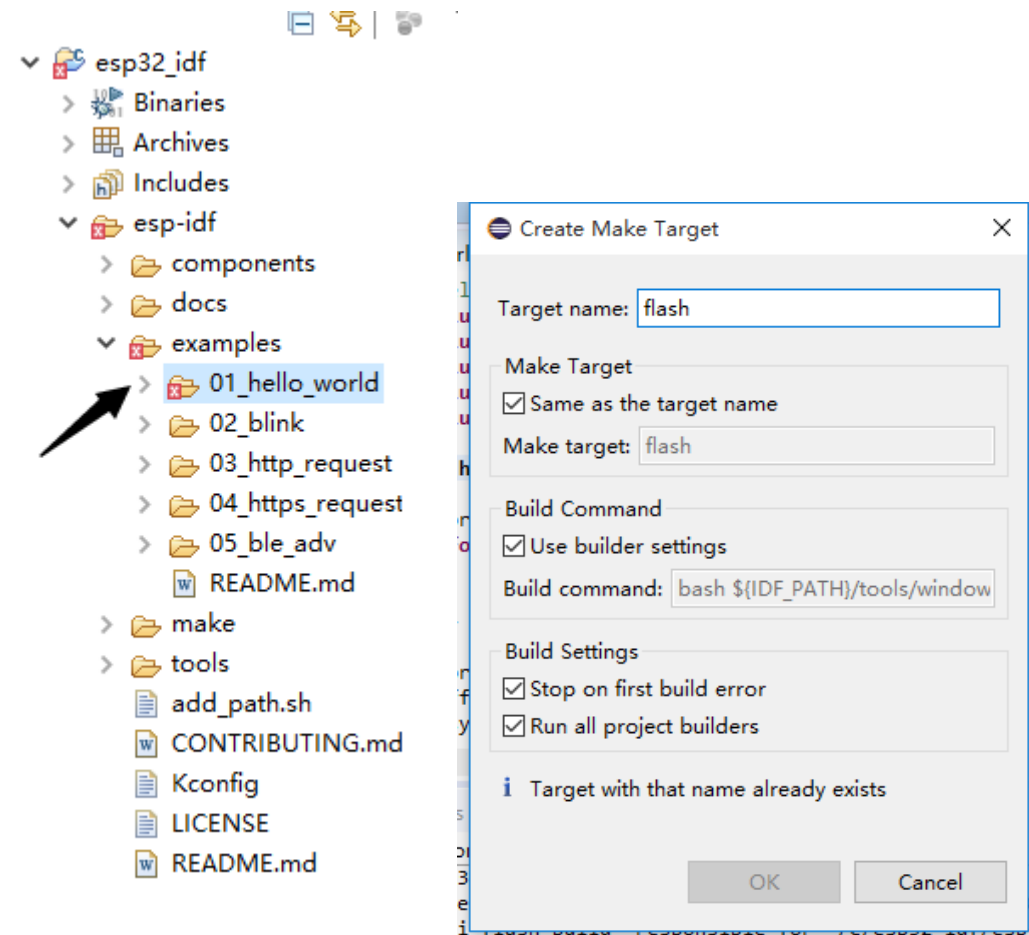 esp32_idf
Binaries
Archives
Includes
esp-idf
components
docs
examples
01_hello_world
02_blink
03_http_request
04_https_request
05_ble_adv
README.md
make
tools
add_path.sh
CONTRIBUTING.md
Kconfig
LICENSE
README.md
Create Make Target
Target name: flash
Make Target
Same as the target name
Make target: flash
Build Command
Use builder settings
Build command: bash ${IDF_PATH}/tools/window
Build Settings
Stop on first build error
Run all project builders
Target with that name already exists
OK Cancel